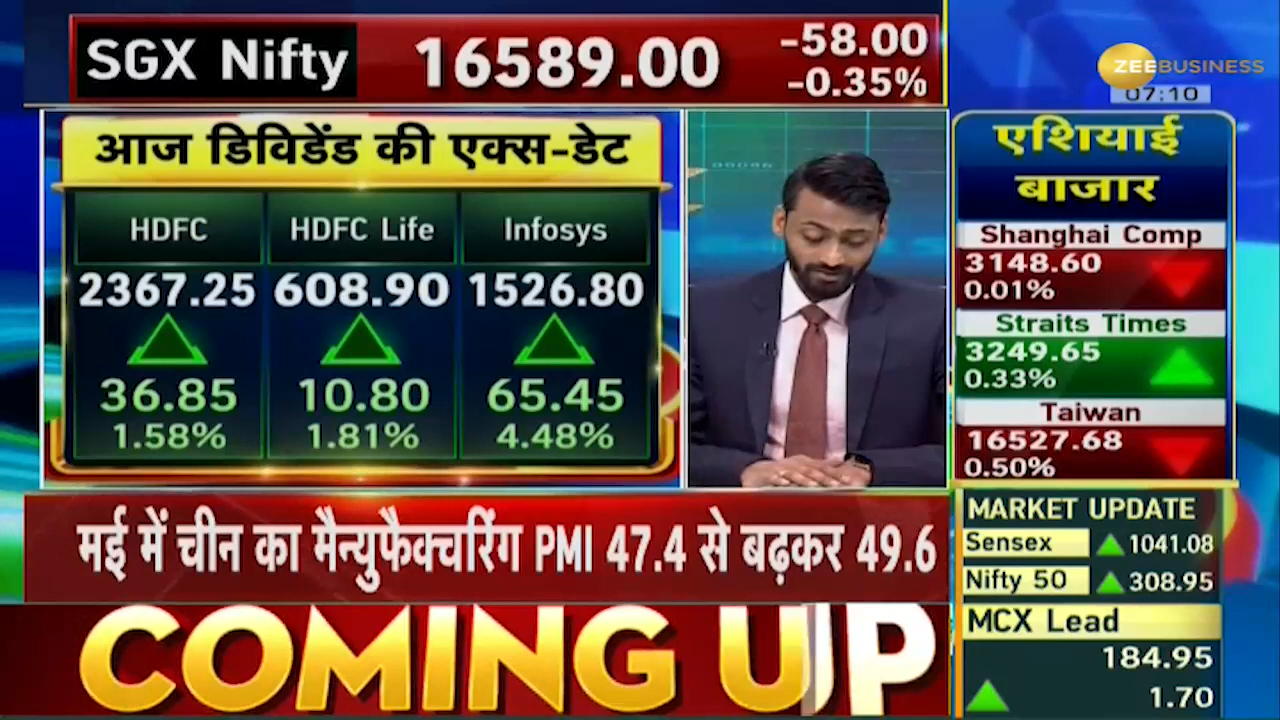 SGX Nifty 16589.00 -58.00
-0.35%
ZEEBUSINESS
07:10
आज डिविडेंड की एक्स-डेट
HDFC HDFC Life Infosys
2367.25 608.90 1526.80
36.85 10.80 65.45
1.58% 1.81% 4.48%
एशियाई
बाजार
Shanghai Comp
3148.60
0.01%
Straits Times
3249.65
0.33%
Taiwan
16527.68
0.50%
मई में चीन का मैन्युफैक्चरिंग PMI 47.4 से बढ़कर 49.6
MARKET UPDATE
Sensex 1041.08
Nifty 50 308.95
MCX Lead
184.95
1.70
COMING UP